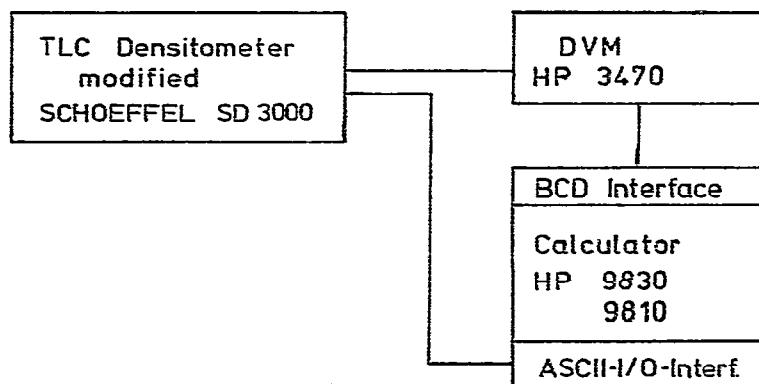 TLC Densitometer
modified
SCHOEFFEL SD 3000
DVM
HP 3470
BCD Interface
Calculator
HP 9830
9810
ASCII-I/O-Interf.